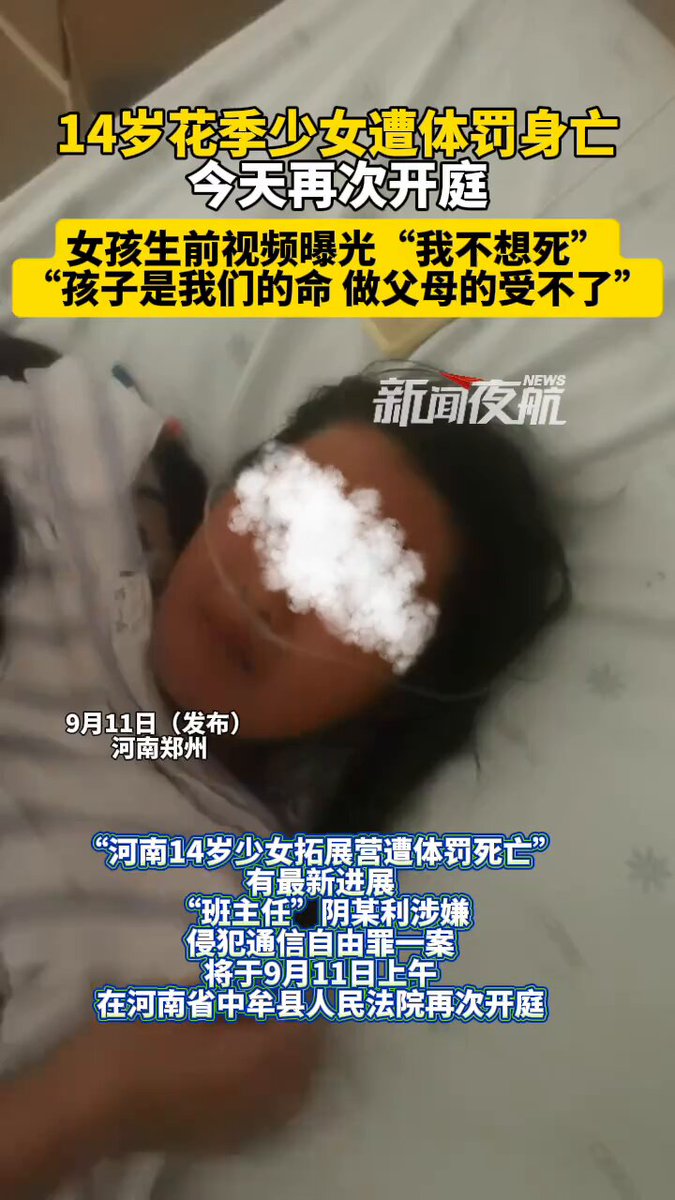 14岁花季少女遭体罚身亡
今天再次开庭
女孩生前视频曝光“我不想死”
“孩子是我们的命 做父母的受不了”
新闻夜航 NEWS
9月11日（发布）
河南郑州
“河南14岁少女拓展营遭体罚死亡”
有最新进展
“班主任”阴某利涉嫌
侵犯通信自由罪一案
将于9月11日上午
在河南省中牟县人民法院再次开庭